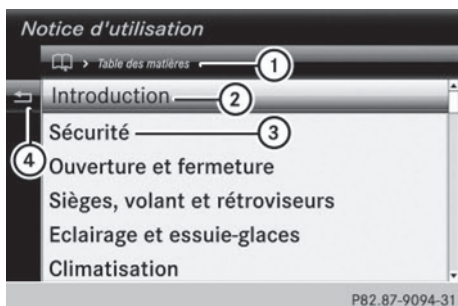 Notice d'utilisation
> Table des matières
1
Introduction
2
Sécurité
3
4
Ouverture et fermeture
Sièges, volant et rétroviseurs
Eclairage et essuie-glaces
Climatisation
P82.87-9094-31